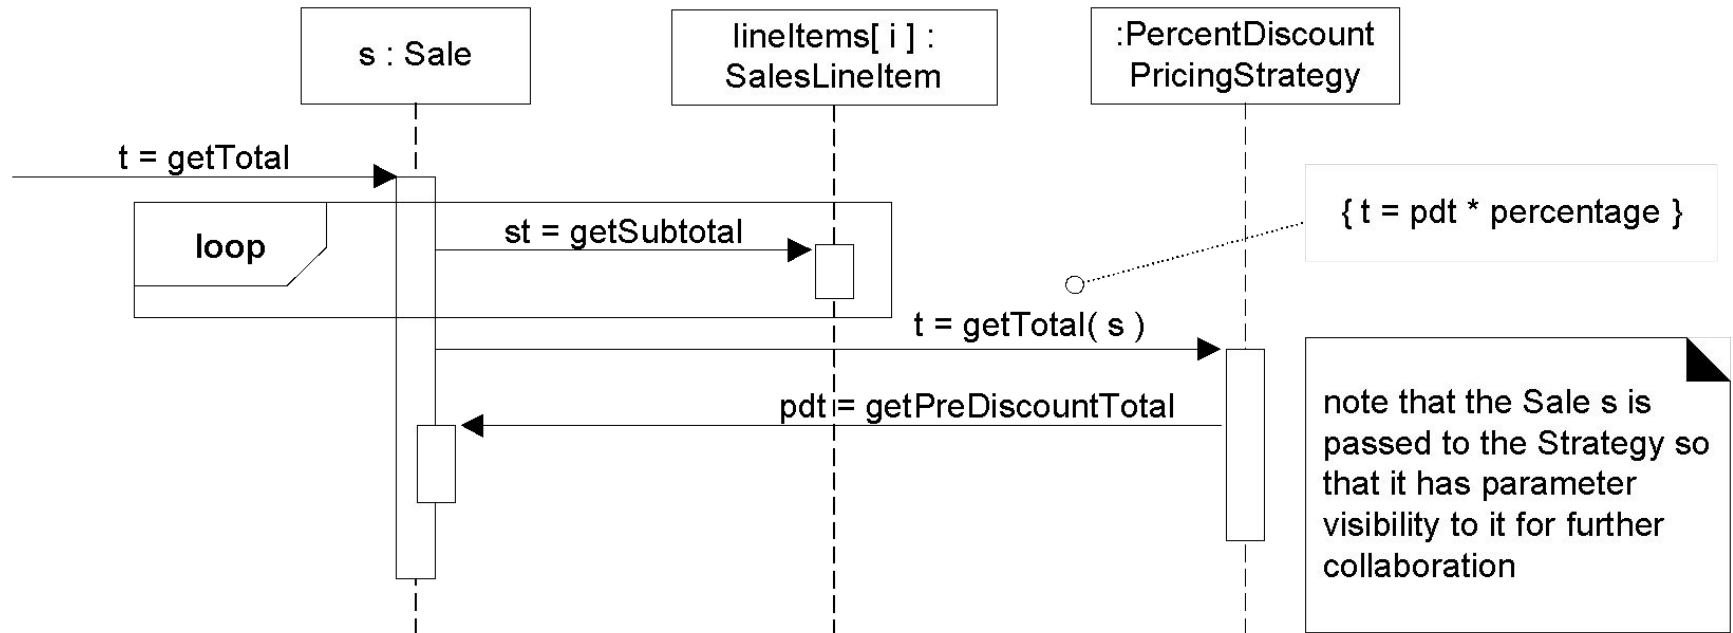 s : Sale
lineItems[ i ] :
SalesLineItem
:PercentDiscount
PricingStrategy
t = getTotal
loop
st = getSubtotal
{ t = pdt * percentage }
t = getTotal( s )
pdt = getPreDiscountTotal
note that the Sale s is
passed to the Strategy so
that it has parameter
visibility to it for further
collaboration